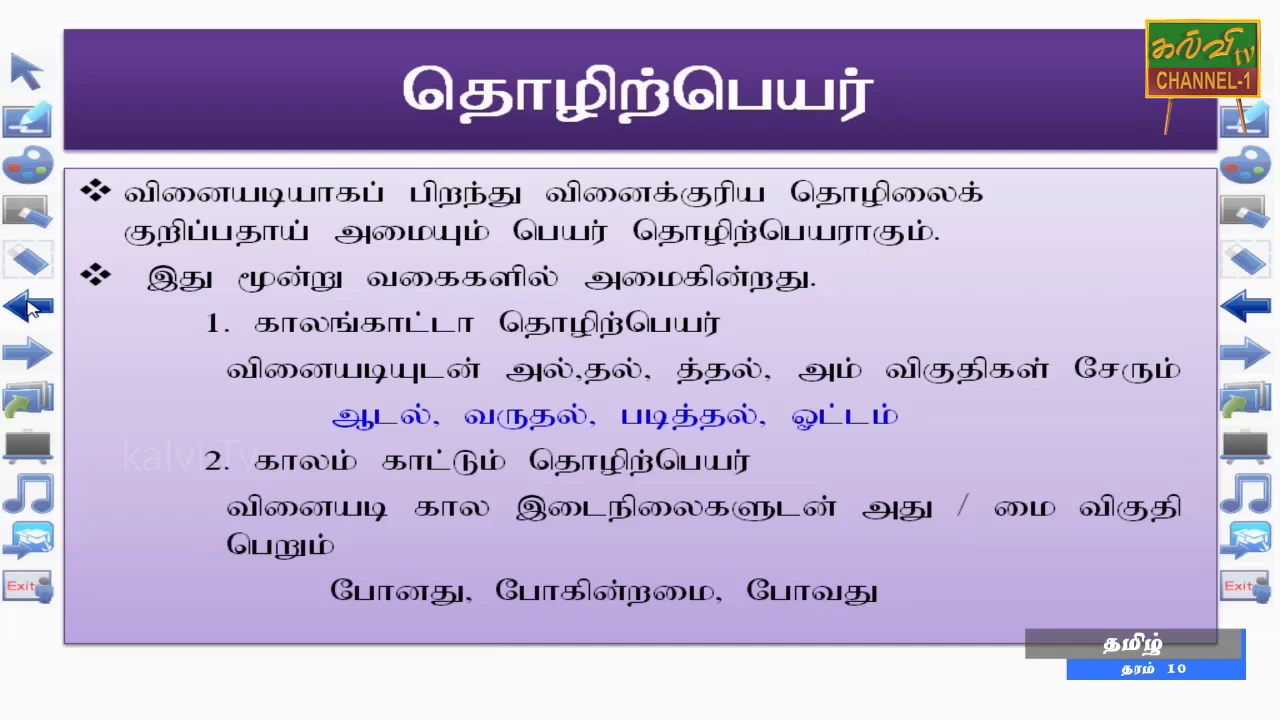 தொழிற்பெயர்
கல்வி tv
CHANNEL-1
❖ வினையடியாகப் பிறந்து வினைக்குரிய தொழிலைக்
குறிப்பதாய் அமையும் பெயர் தொழிற்பெயராகும்.
❖ இது மூன்று வகைகளில் அமைகின்றது.
1. காலங்காட்டா தொழிற்பெயர்
வினையடியுடன் அல்,தல், த்தல், அம் விகுதிகள் சேரும்
ஆடல், வருதல், படித்தல், ஓட்டம்
kalvi Tv
2. காலம் காட்டும் தொழிற்பெயர்
வினையடி கால இடைநிலைகளுடன் அது / மை விகுதி
பெறும்
போனது, போகின்றமை, போவது
Exit
Exit
தமிழ்
தரம் 10